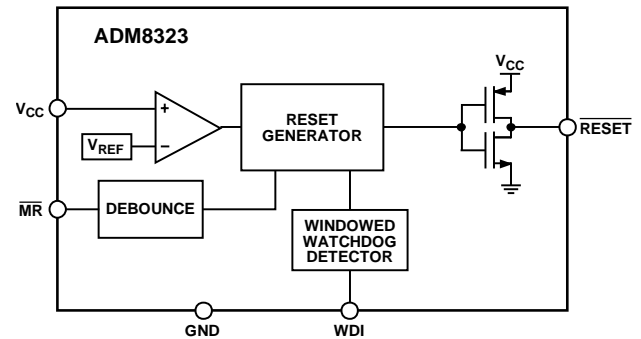 ADM8323
VCC
VCC
+
RESET
GENERATOR
RESET
VREF
−
MR
DEBOUNCE
WINDOWED
WATCHDOG
DETECTOR
GND
WDI